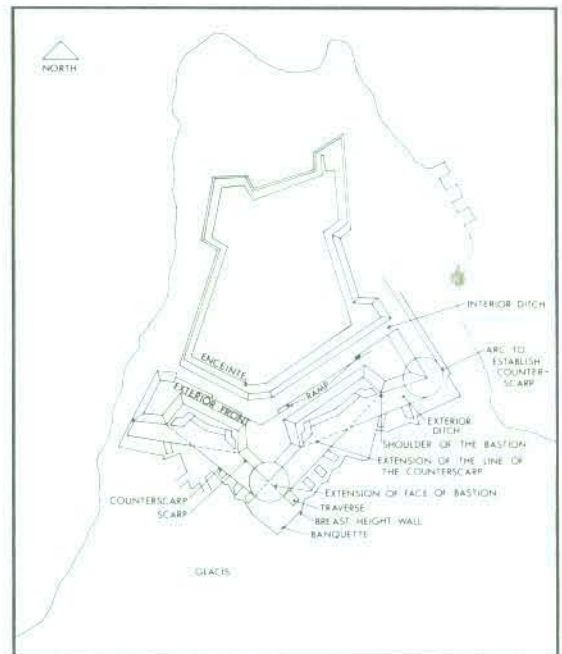 NORTH
INTERIOR DITCH
ARC TO
ESTABLISH
COUNTER-
SCARP
ENCEINTE
RAMP
EXTERIOR FRONT
EXTERIOR
DITCH
SHOULDER OF THE BASTION
EXTENSION OF THE LINE OF
THE COUNTERSCARP
EXTENSION OF FACE OF BASTION
COUNTERSCARP
SCARP
TRAVERSE
BREAST HEIGHT WALL
BANQUETTE
GLACIS